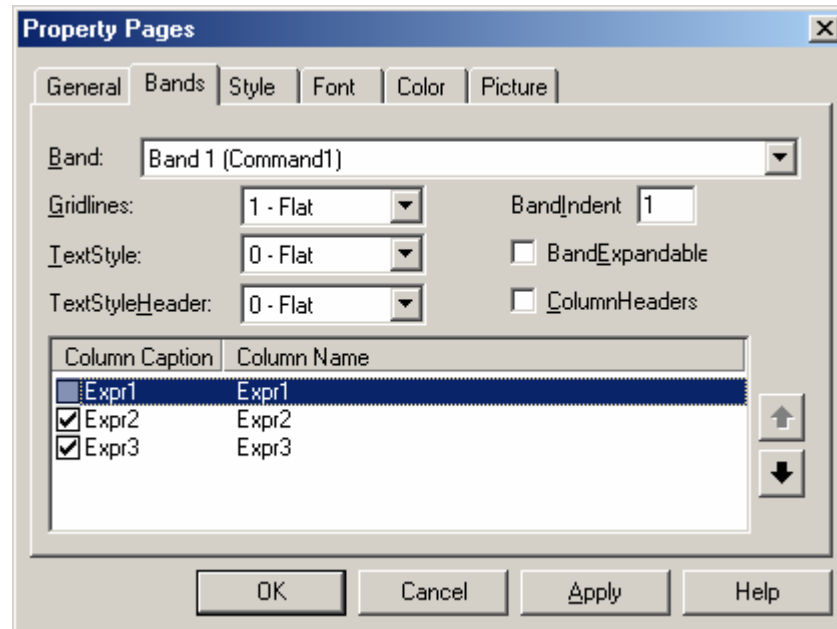 Property Pages
General Bands Style Font Color Picture
Band: Band 1 (Command1)
Gridlines: 1 - Flat BandIndent 1
TextStyle: 0 - Flat BandExpandable
TextStyleHeader: 0 - Flat ColumnHeaders
Column Caption Column Name
Expr1 Expr1
Expr2 Expr2
Expr3 Expr3
OK Cancel Apply Help